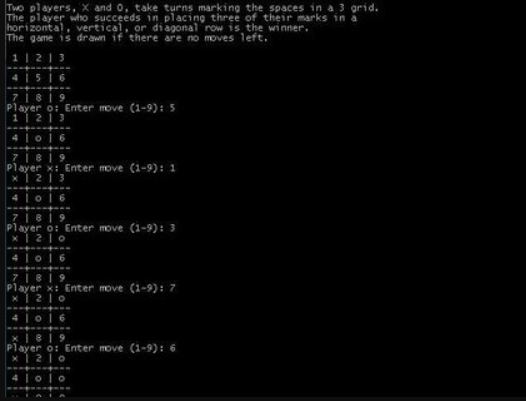 Two players, X and O, take turns marking the spaces in a 3 grid.
The player who succeeds in placing three of their marks in a
horizontal, vertical, or diagonal row is the winner.
The game is drawn if there are no moves left.
1 | 2 | 3
---+---+---
4 | 5 | 6
---+---+---
7 | 8 | 9
Player o: Enter move (1-9): 5
1 | 2 | 3
---+---+---
4 | o | 6
---+---+---
7 | 8 | 9
Player x: Enter move (1-9): 1
x | 2 | 3
---+---+---
4 | o | 6
---+---+---
7 | 8 | 9
Player o: Enter move (1-9): 3
x | 2 | o
---+---+---
4 | o | 6
---+---+---
7 | 8 | 9
Player x: Enter move (1-9): 7
x | 2 | o
---+---+---
4 | o | 6
---+---+---
x | 8 | 9
Player o: Enter move (1-9): 6
x | 2 | o
---+---+---
4 | o | o
---+---+---